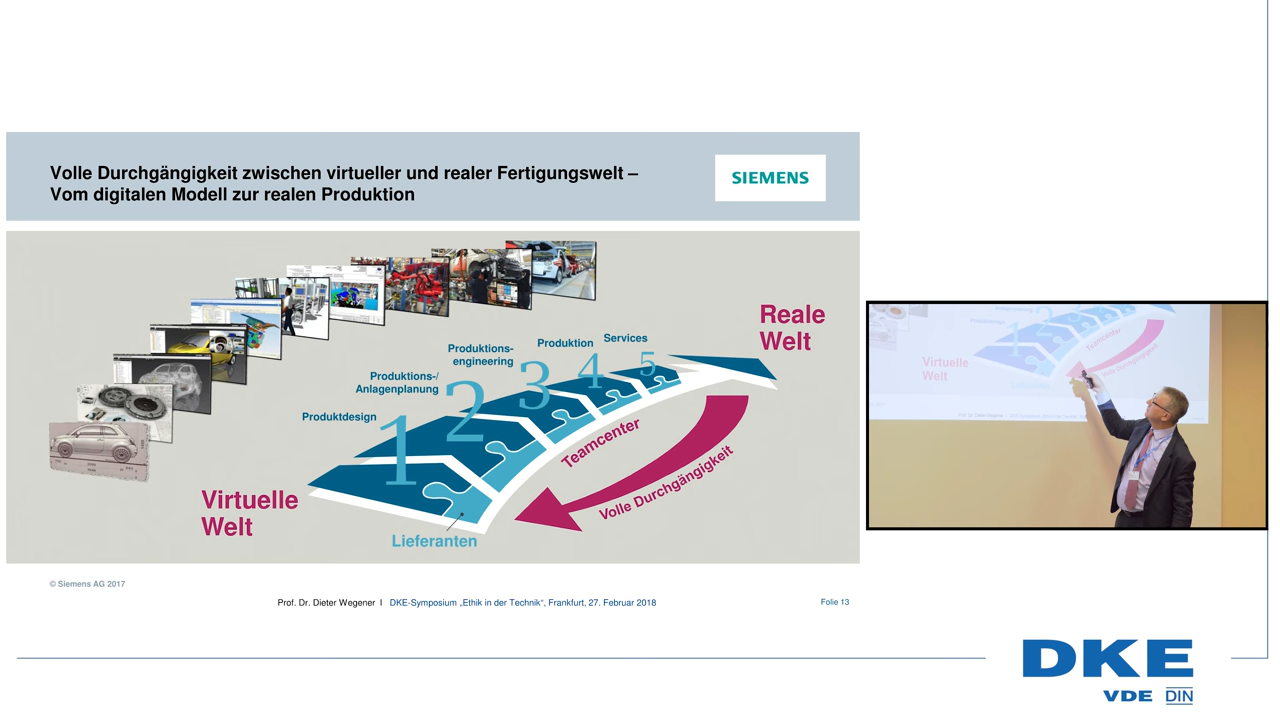 Volle Durchgängigkeit zwischen virtueller und realer Fertigungswelt –
Vom digitalen Modell zur realen Produktion
SIEMENS
Reale
Welt
Services
Produktion
Produktions-
engineering
Produktions-/
Anlagenplanung
Produktdesign
1
2
3
4
5
Teamcenter
Volle Durchgängigkeit
Virtuelle
Welt
Lieferanten
© Siemens AG 2017
Prof. Dr. Dieter Wegener I DKE-Symposium „Ethik in der Technik“, Frankfurt, 27. Februar 2018
Folie 13
Virtuelle
Welt
Teamcenter
Volle Durchgängigkeit
DKE
VDE DIN